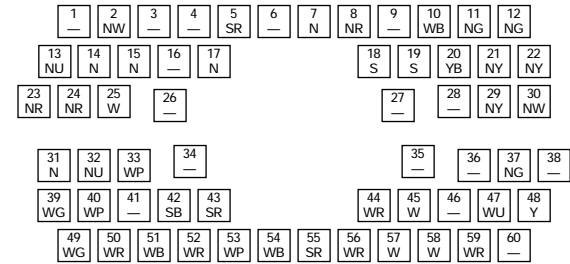 1 2 3 4 5 6 7 8 9 10 11 12
— NW — — SR — N NR — WB NG NG
13 14 15 16 17 18 19 20 21 22
NU N N — N S S YB NY NY
23 24 25 26 27 28 29 30
NR NR W — — — NY NW
31 32 33 34 35 36 37 38
N NU WP — — — NG —
39 40 41 42 43 44 45 46 47 48
WG WP — SB SR WR W — WU Y
49 50 51 52 53 54 55 56 57 58 59 60
WG WR WB WR WP WB SR WR W W WR —